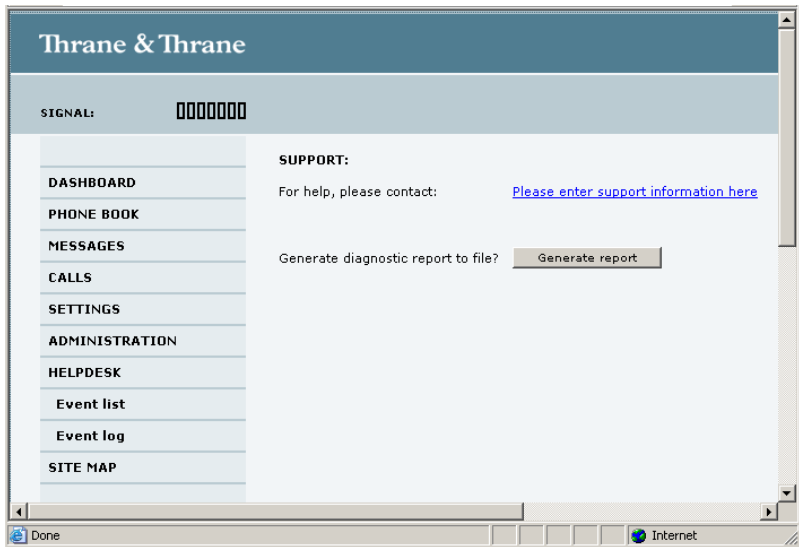 Thrane & Thrane
SIGNAL:
SUPPORT:
DASHBOARD
For help, please contact: Please enter support information here
PHONE BOOK
MESSAGES
Generate diagnostic report to file? Generate report
CALLS
SETTINGS
ADMINISTRATION
HELPDESK
Event list
Event log
SITE MAP
Done
Internet